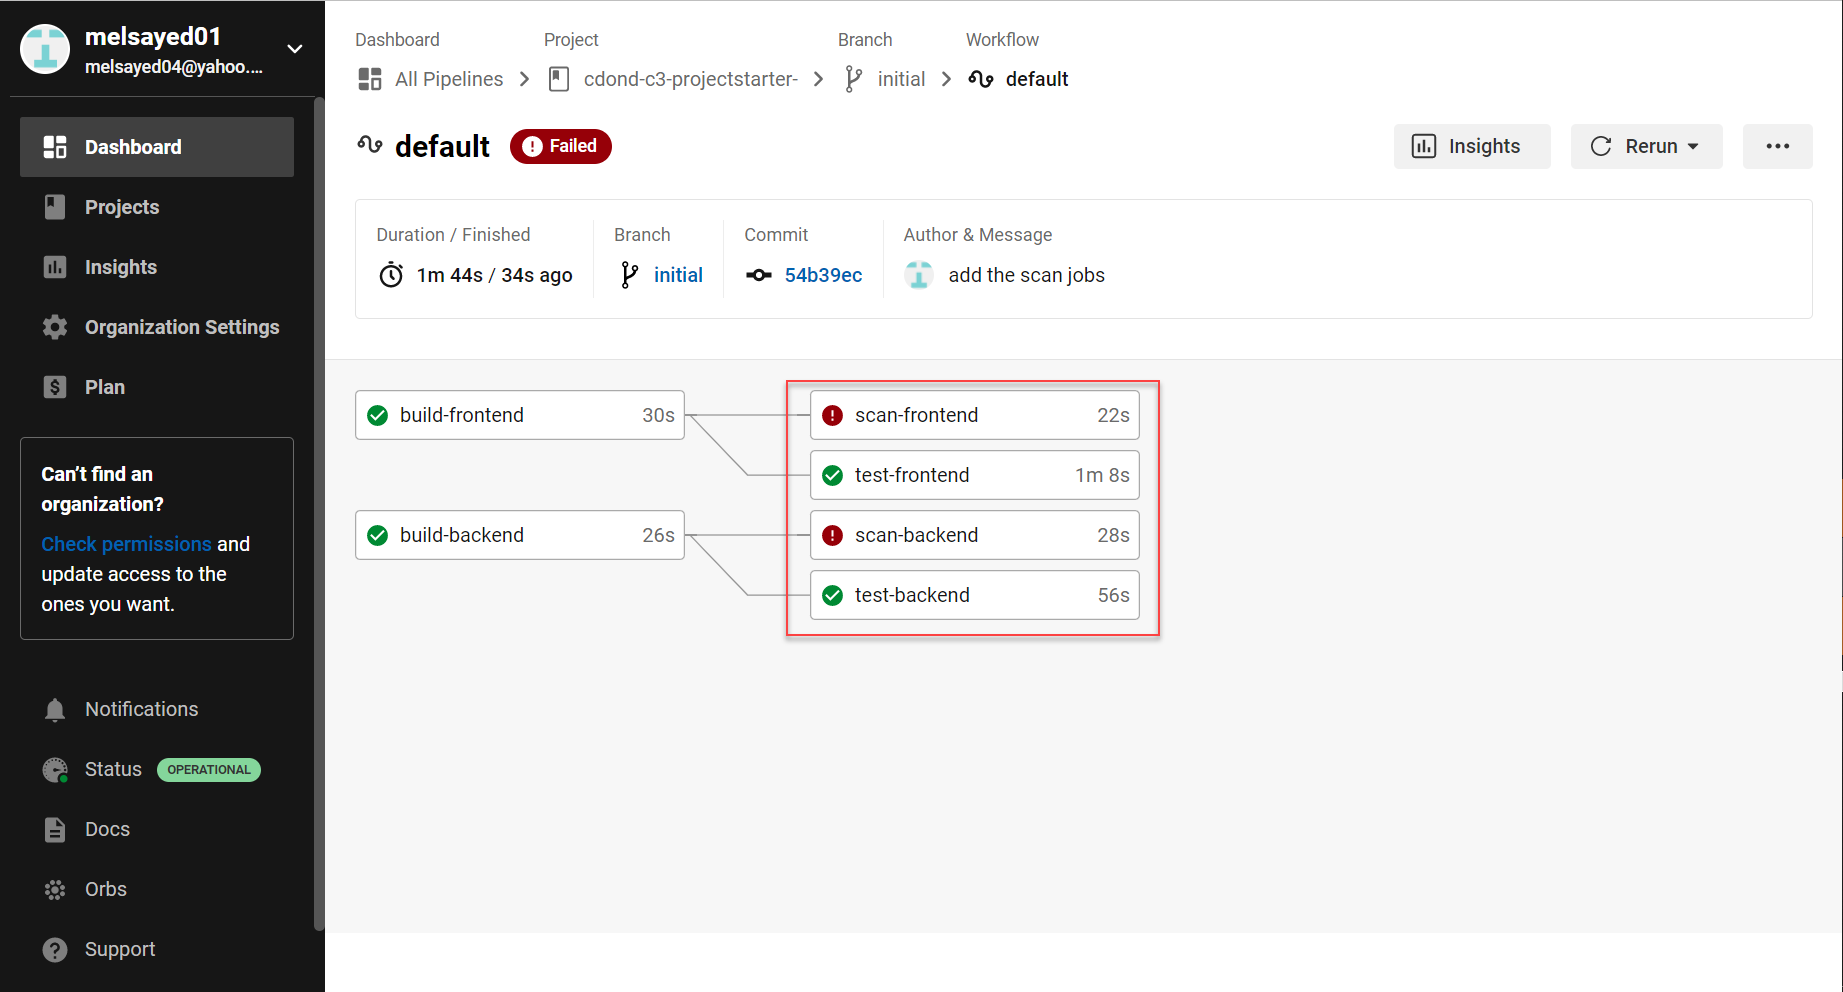 melsayed01
melsayed04@yahoo....
Dashboard
Projects
Insights
Organization Settings
Plan
Can't find an
organization?
Check permissions and
update access to the
ones you want.
Notifications
Status OPERATIONAL
Docs
Orbs
Support
Dashboard Project Branch Workflow
All Pipelines cdond-c3-projectstarter- initial default
default Failed
Insights Rerun
Duration / Finished Branch Commit Author & Message
1m 44s / 34s ago initial 54b39ec add the scan jobs
build-frontend 30s
scan-frontend 22s
test-frontend 1m 8s
build-backend 26s
scan-backend 28s
test-backend 56s